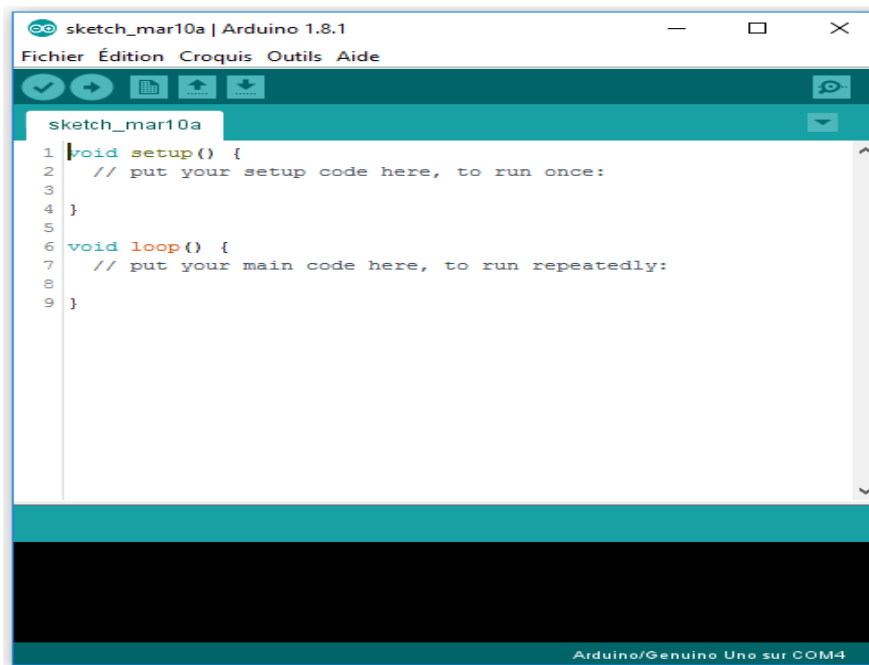 sketch_mar10a | Arduino 1.8.1
Fichier Édition Croquis Outils Aide
sketch_mar10a
1 void setup() {
2 // put your setup code here, to run once:
3
4 }
5
6 void loop() {
7 // put your main code here, to run repeatedly:
8
9 }
Arduino/Genuino Uno sur COM4